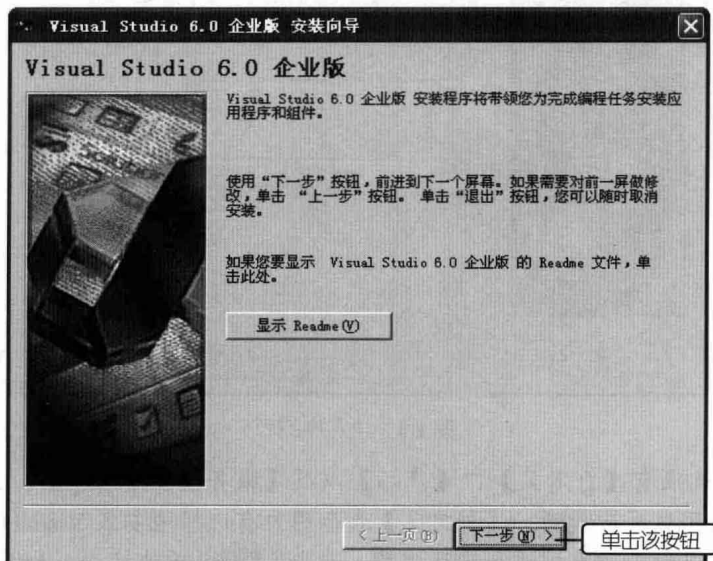 Visual Studio 6.0 企业版 安装向导
Visual Studio 6.0 企业版
Visual Studio 6.0 企业版 安装程序将带领您为完成编程任务安装应
用程序和组件。
使用“下一步”按钮，前进到下一个屏幕。如果需要对前一屏做修
改，单击 “上一步”按钮。 单击“退出”按钮，您可以随时取消
安装。
如果您要显示 Visual Studio 6.0 企业版 的 Readme 文件，单
击此处。
显示 Readme(V)
<上一页(B)
下一步(N) >
单击该按钮